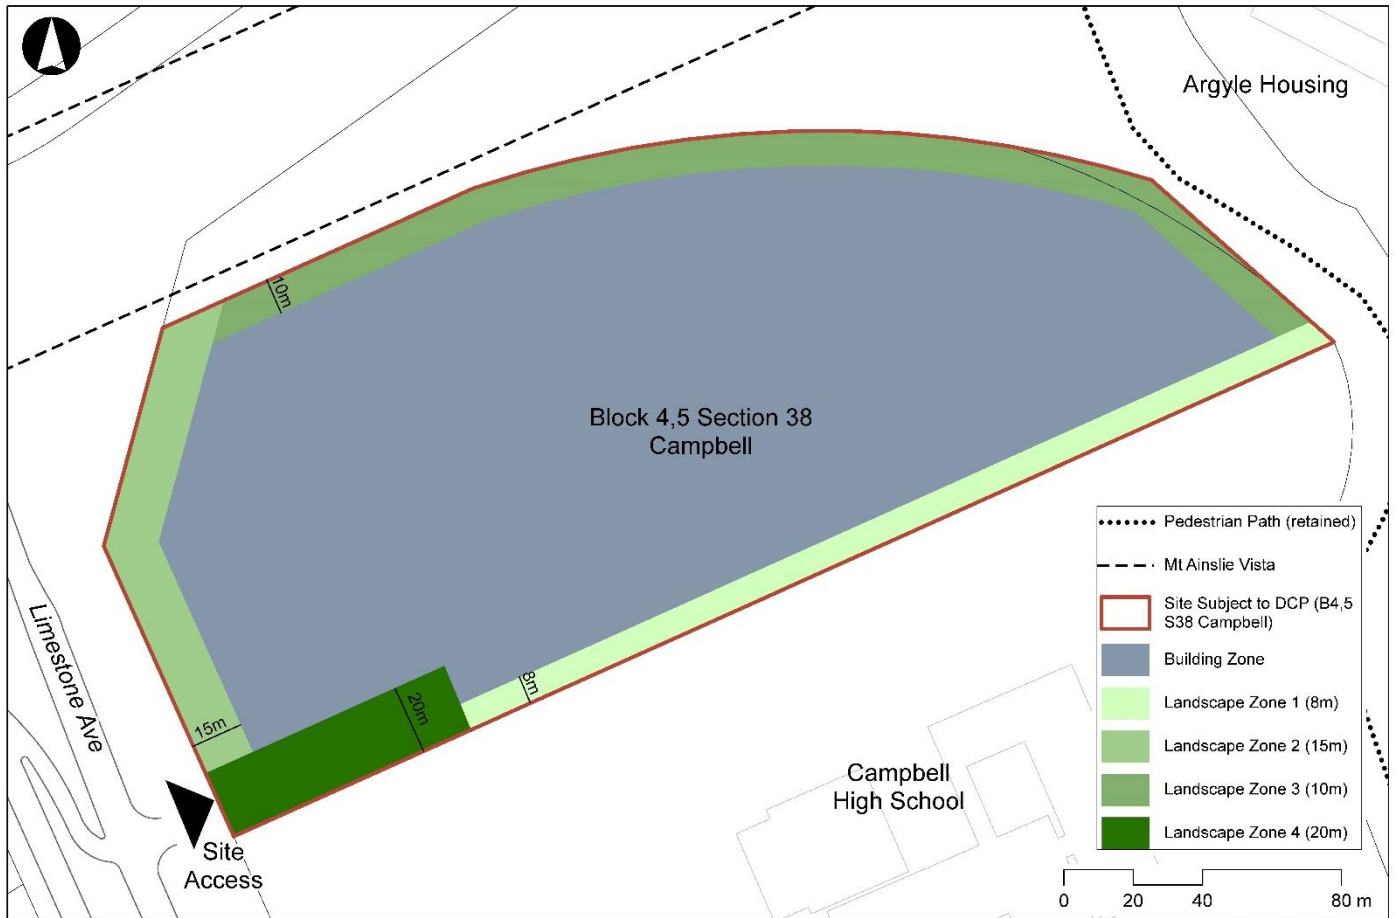 Argyle Housing
10m
Block 4,5 Section 38
Campbell
Limestone Ave
15m
20m
8m
Site
Access
Campbell
High School
Pedestrian Path (retained)
Mt Ainslie Vista
Site Subject to DCP (B4,5
S38 Campbell)
Building Zone
Landscape Zone 1 (8m)
Landscape Zone 2 (15m)
Landscape Zone 3 (10m)
Landscape Zone 4 (20m)
0 20 40 80 m